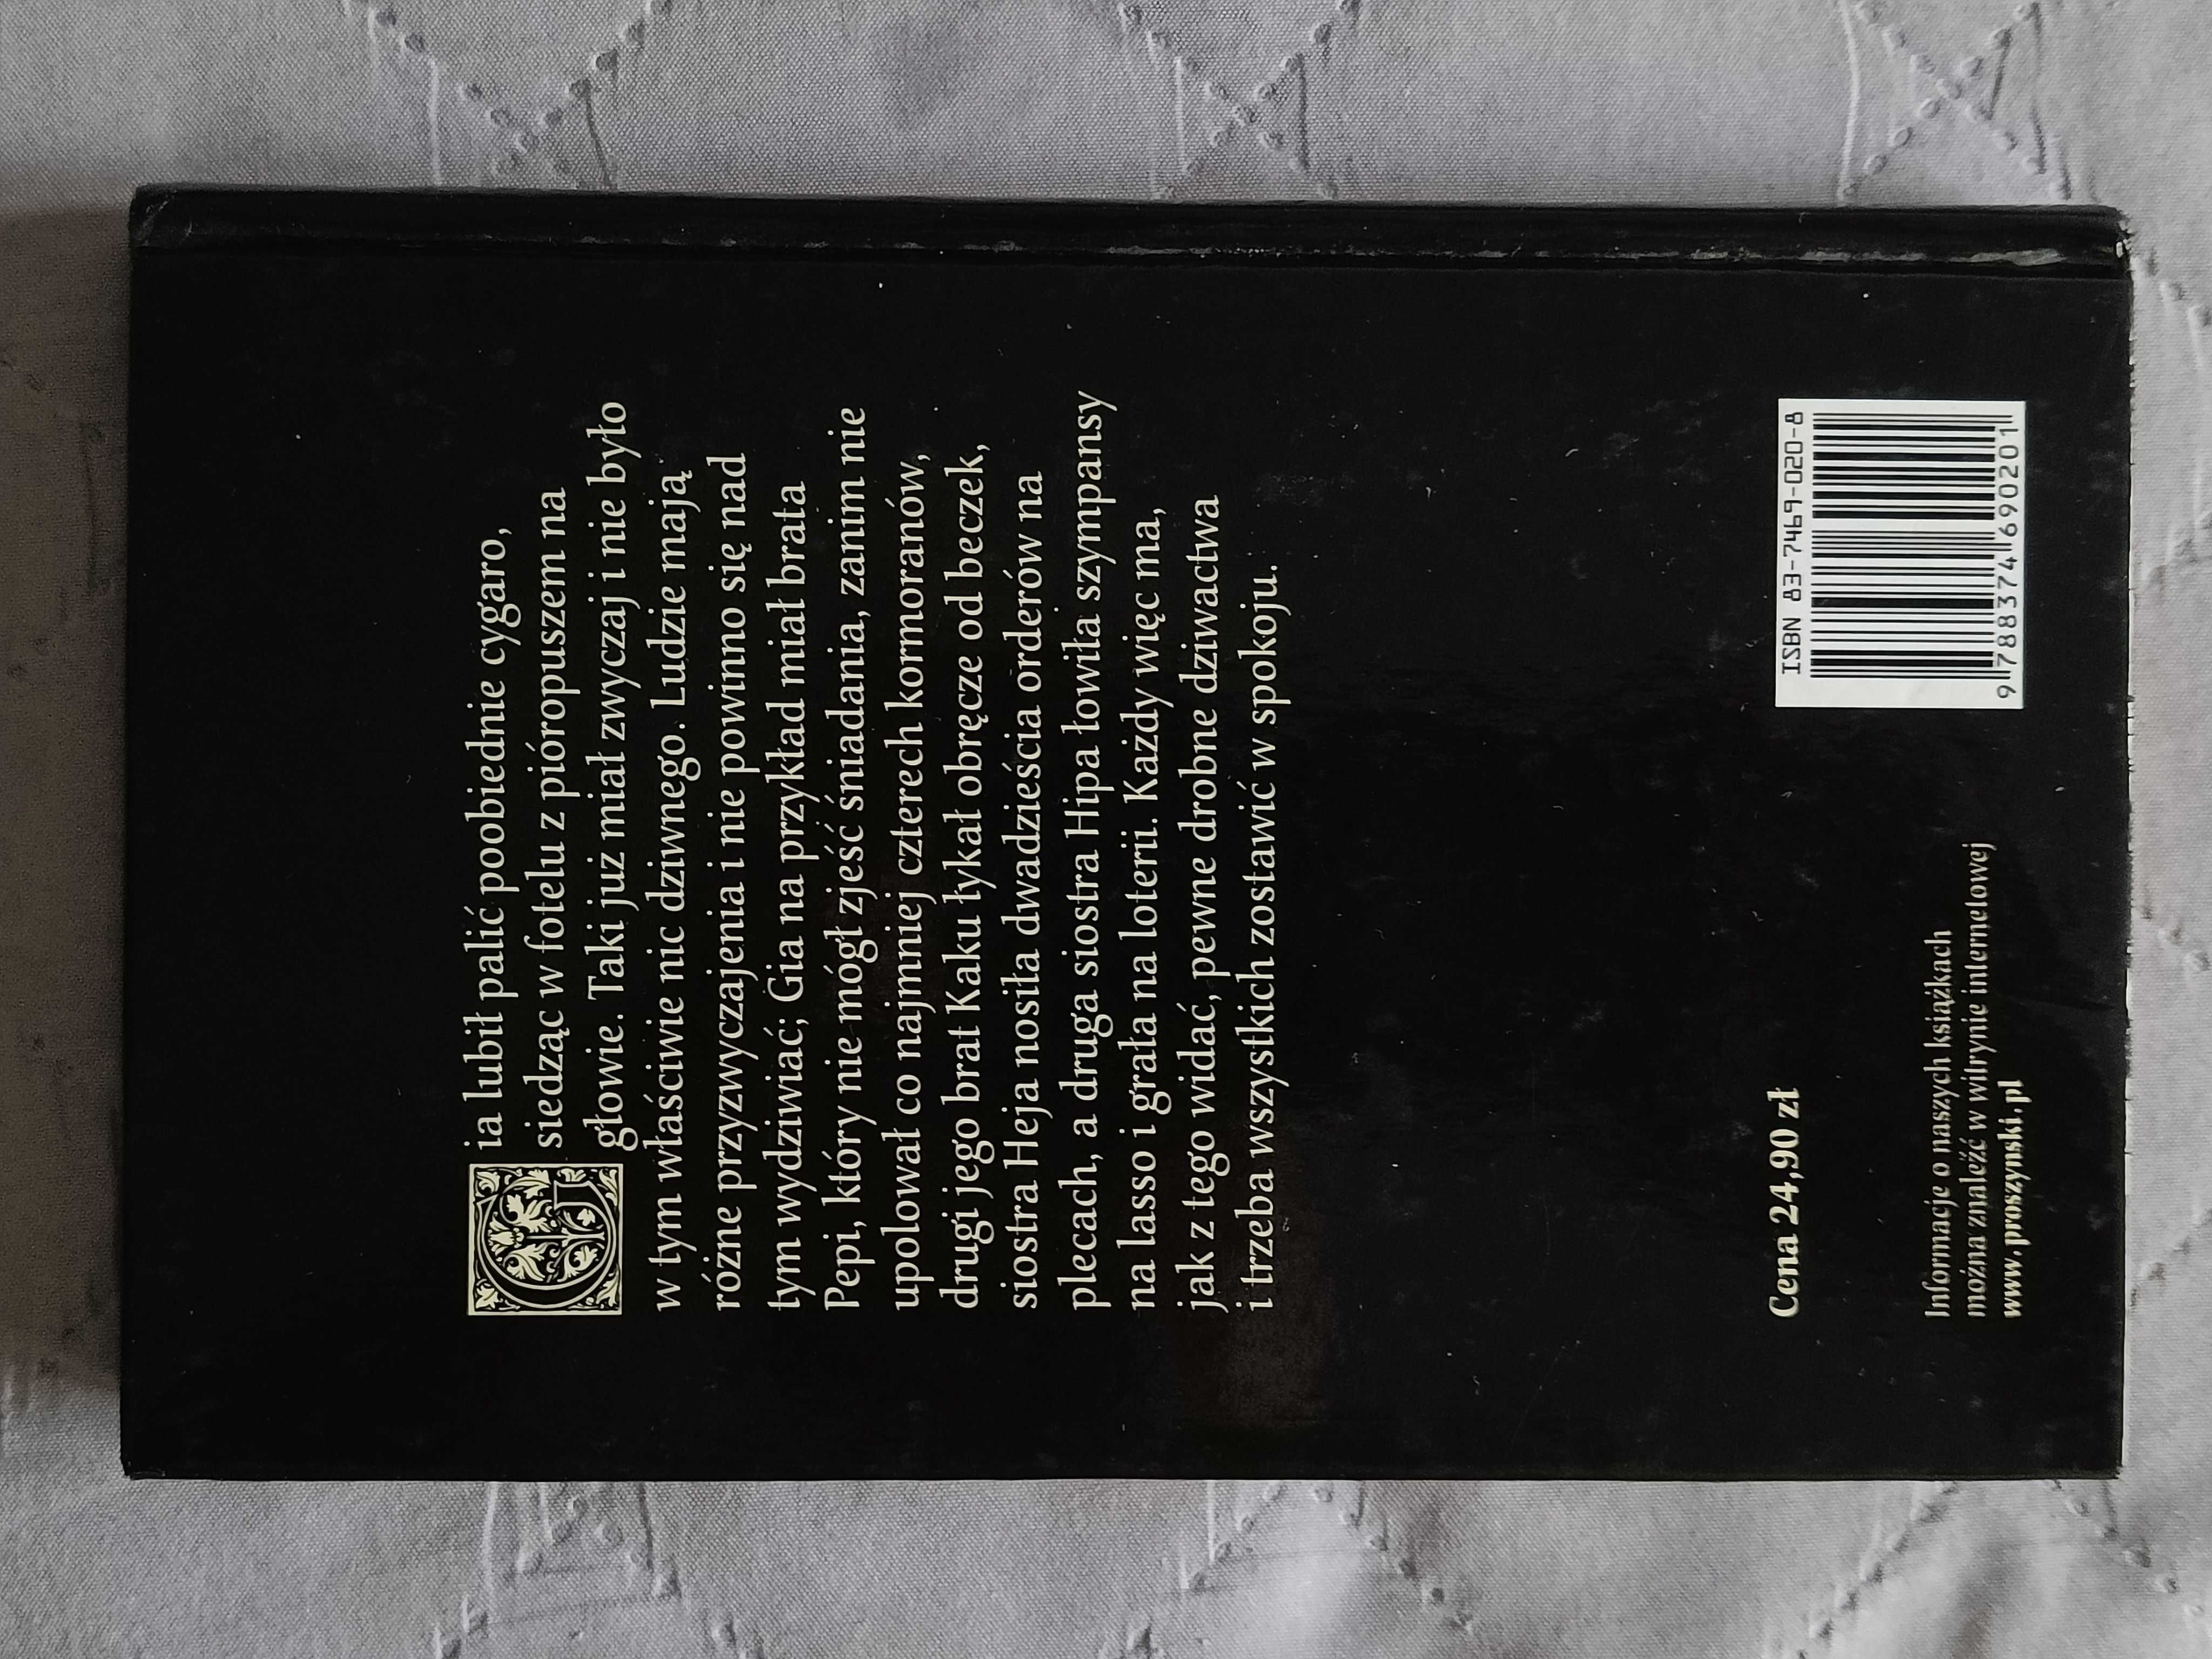 Gia lubił palić poobiednie cygaro,
siedząc w fotelu z pióropuszem na
głowie. Taki już miał zwyczaj i nie było
w tym właściwie nic dziwnego. Ludzie mają
różne przyzwyczajenia i nie powinno się nad
tym wydziwiać; Gia na przykład miał brata
Pepi, który nie mógł zjeść śniadania, zanim nie
upolował co najmniej czterech kormoranów,
drugi jego brat Kaku łykał obręcze od beczek,
siostra Heja nosiła dwadzieścia orderów na
plecach, a druga siostra Hipa łowiła szympansy
na lasso i grała na loterii. Każdy więc ma,
jak z tego widać, pewne drobne dziwactwa
i trzeba wszystkich zostawić w spokoju.
Cena 24,90 zł
ISBN 83-7469-020-8
9 788374 690201
Informacje o naszych książkach
można znaleźć w witrynie internetowej
www.proszynski.pl